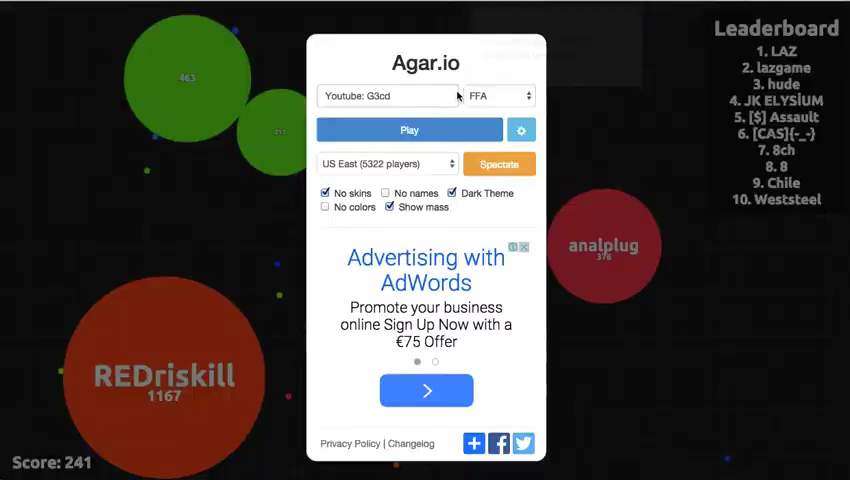 Leaderboard
1. LAZ
2. lazgame
3. hude
4. JK ELYSİUM
5. [$] Assault
6. [CAS]{-_-}
7. 8ch
8. 8
9. Chile
10. Weststeel
463
Agar.io
Youtube: G3cd
FFA
Play
US East (5322 players)
Spectate
No skins
No names
Dark Theme
No colors
Show mass
analplug
376
Advertising with
AdWords
Promote your business
online Sign Up Now with a
€75 Offer
REDriskill
1167
Privacy Policy | Changelog
Score: 241